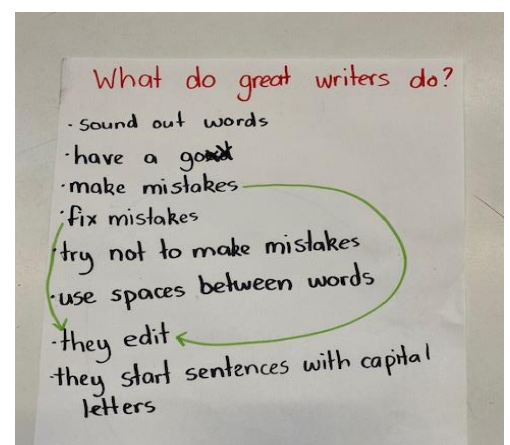 What do great writers do?
· sound out words
· have a
· make mistakes
· fix mistakes
· try not to make mistakes
· use spaces between words
· they edit
· they start sentences with capital
letters